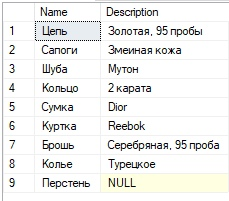 Name Description
1 Цепь Золотая, 95 пробы
2 Сапоги Змеиная кожа
3 Шуба Мутон
4 Кольцо 2 карата
5 Сумка Dior
6 Куртка Reebok
7 Брошь Серебряная, 95 проба
8 Колье Турецкое
9 Перстень NULL